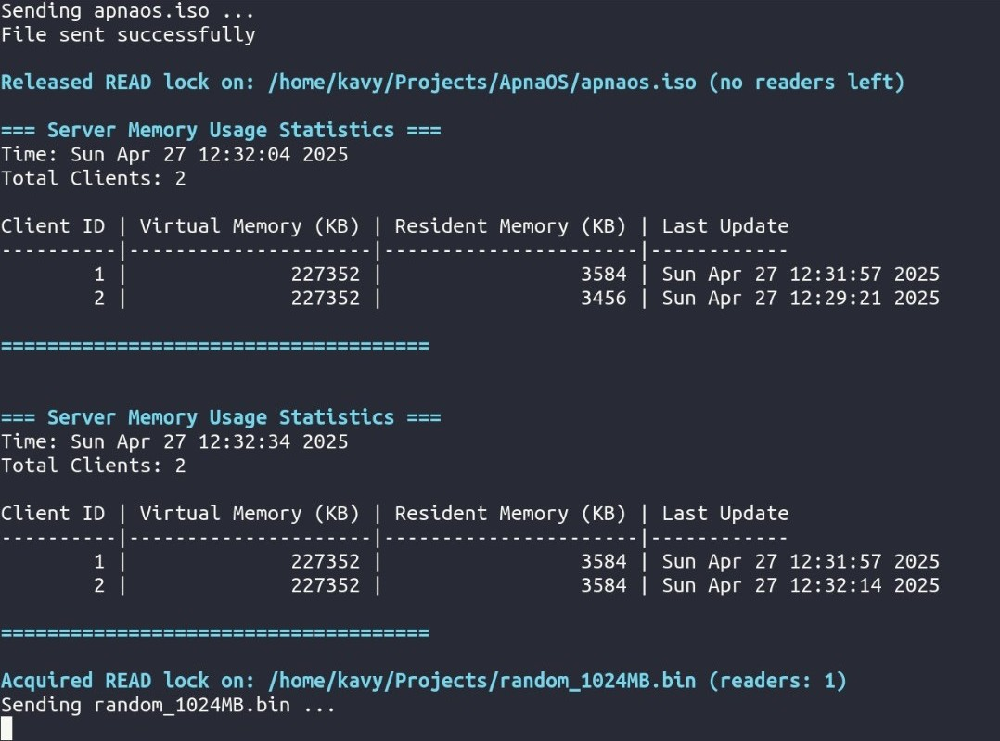 Sending apnaos.iso ...
File sent successfully
Released READ lock on: /home/kavy/Projects/ApnaOS/apnaos.iso (no readers left)
=== Server Memory Usage Statistics ===
Time: Sun Apr 27 12:32:04 2025
Total Clients: 2
Client ID | Virtual Memory (KB) | Resident Memory (KB) | Last Update
----------|---------------------|----------------------|------------
1 | 227352 | 3584 | Sun Apr 27 12:31:57 2025
2 | 227352 | 3456 | Sun Apr 27 12:29:21 2025
=====================================
=== Server Memory Usage Statistics ===
Time: Sun Apr 27 12:32:34 2025
Total Clients: 2
Client ID | Virtual Memory (KB) | Resident Memory (KB) | Last Update
----------|---------------------|----------------------|------------
1 | 227352 | 3584 | Sun Apr 27 12:31:57 2025
2 | 227352 | 3584 | Sun Apr 27 12:32:14 2025
=====================================
Acquired READ lock on: /home/kavy/Projects/random_1024MB.bin (readers: 1)
Sending random_1024MB.bin ...